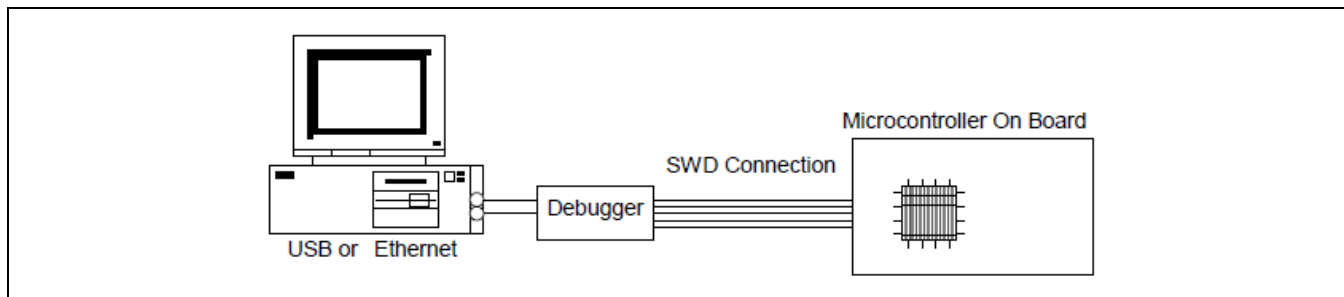 Microcontroller On Board
SWD Connection
Debugger
USB or Ethernet